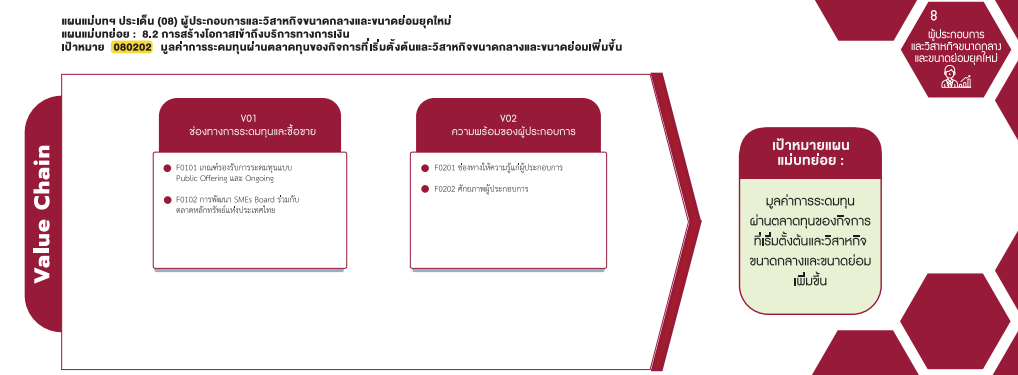 แผนแม่บทฯ ประเด็น (08) ผู้ประกอบการและวิสาหกิจขนาดกลางและขนาดย่อมยุคใหม่
แผนแม่บทย่อย : 8.2 การสร้างโอกาสเข้าถึงบริการทางการเงิน
เป้าหมาย 080202 มูลค่าการระดมทุนผ่านตลาดทุนของกิจการที่เริ่มตั้งต้นและวิสาหกิจขนาดกลางและขนาดย่อมเพิ่มขึ้น
8
ผู้ประกอบการ
และวิสาหกิจขนาดกลาง
และขนาดย่อมยุคใหม่
Value Chain
V01
ช่องทางการระดมทุนและซื้อขาย
F0101 เกณฑ์รองรับการระดมทุนแบบ
Public Offering และ Ongoing
F0102 การพัฒนา SMEs Board ร่วมกับ
ตลาดหลักทรัพย์แห่งประเทศไทย
V02
ความพร้อมของผู้ประกอบการ
F0201 ช่องทางให้ความรู้แก่ผู้ประกอบการ
F0202 ศักยภาพผู้ประกอบการ
เป้าหมายแผน
แม่บทย่อย :
มูลค่าการระดมทุน
ผ่านตลาดทุนของกิจการ
ที่เริ่มตั้งต้นและวิสาหกิจ
ขนาดกลางและขนาดย่อม
เพิ่มขึ้น